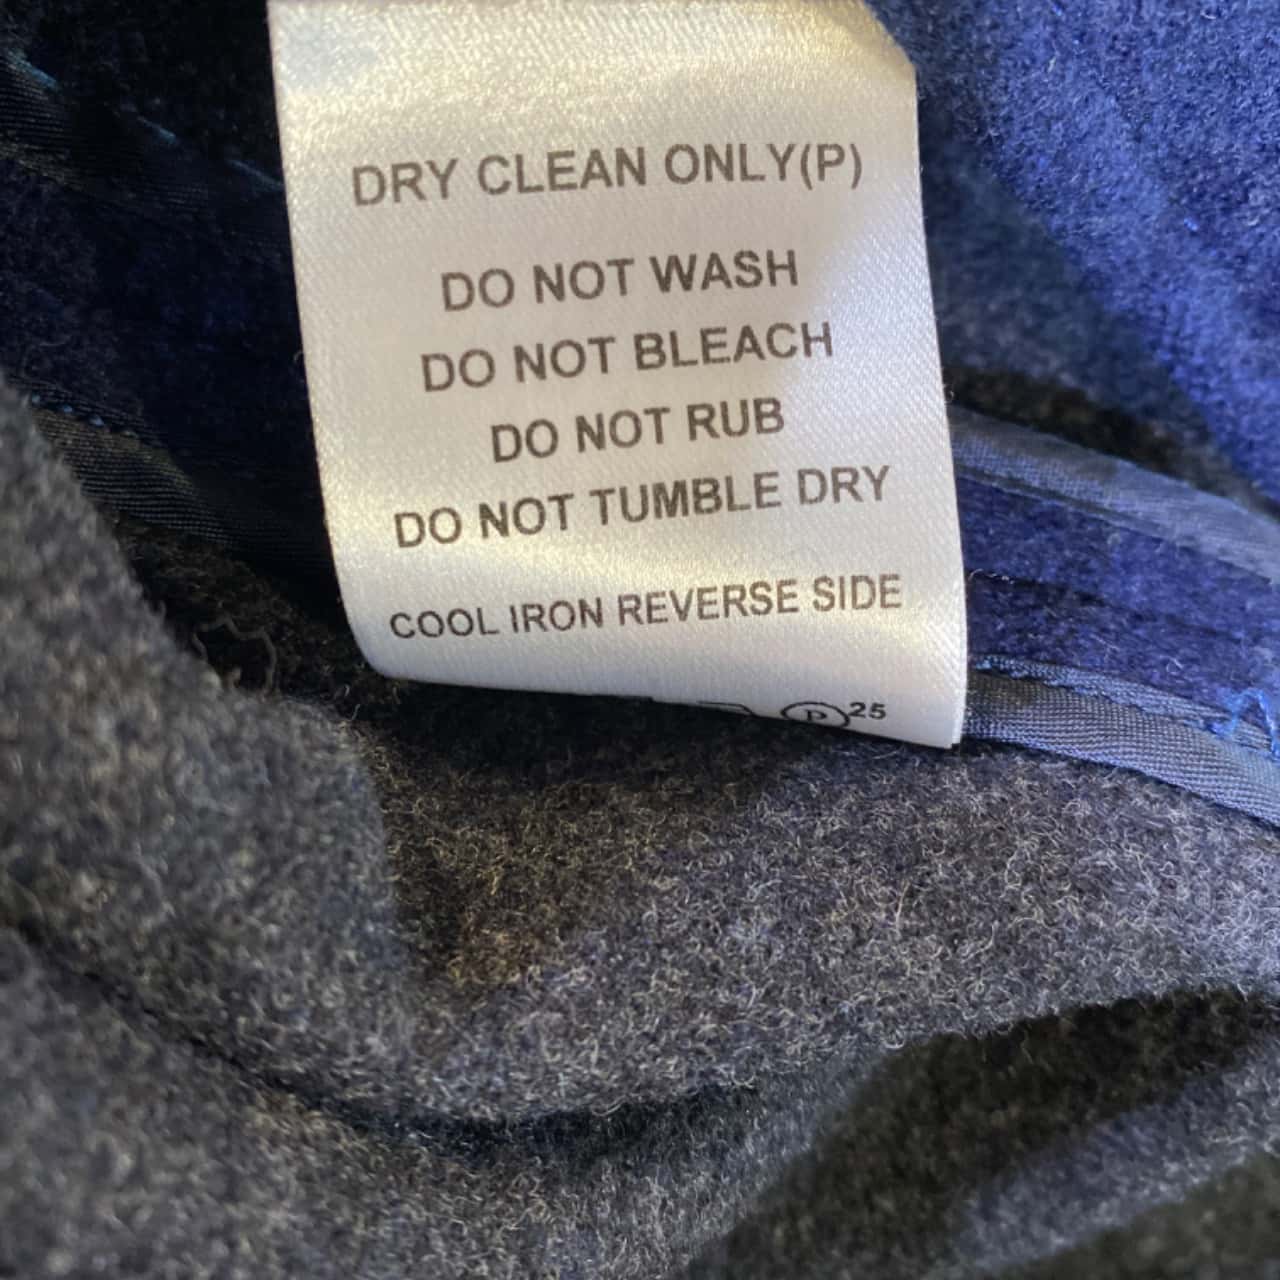 DRY CLEAN ONLY(P)
DO NOT WASH
DO NOT BLEACH
DO NOT RUB
DO NOT TUMBLE DRY
COOL IRON REVERSE SIDE
P 25